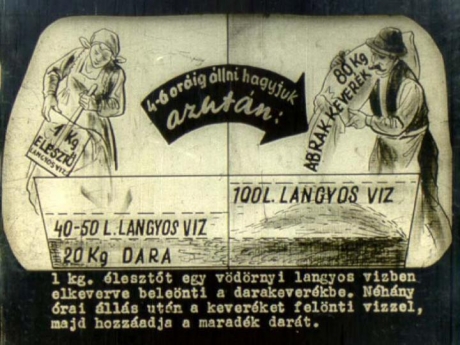 4-6 óráig állni hagyjuk
azután:
80 Kg
ABRAK KEVERÉK
1 Kg
ÉLESZTŐ
LANGYOS VIZ
100 L. LANGYOS VIZ
40-50 L. LANGYOS VIZ
20 Kg DARA
1 kg. élesztőt egy vödörnyi langyos vizben
elkeverve beleönti a darakeverékbe. Néhány
órai állás után a keveréket felönti vizzel,
majd hozzáadja a maradék darát.